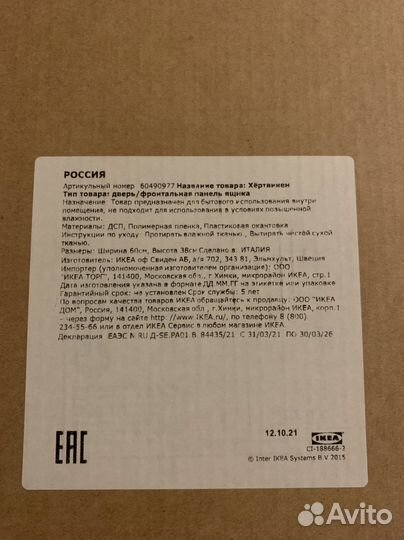 РОССИЯ
Артикульный номер 60490977 Название товара: Хёртвикен
Тип товара: дверь/фронтальная панель ящика
Назначение: Товар предназначен для бытового использования внутри
помещения, не подходит для использования в условиях повышенной
влажности.
Материалы: ДСП, Полимерная пленка, Пластиковая окантовка
Инструкции по уходу: Протирать влажной тканью., Вытирать чистой сухой
тканью.
Размеры: Ширина 60см, Высота 38см Сделано в: ИТАЛИЯ
Изготовитель: ИКЕА оф Свиден АБ, а/я 702, 343 81, Эльмхульт, Швеция
Импортер (уполномоченная изготовителем организация): ООО
"ИКЕА ТОРГ", 141400, Московская обл., г.Химки, микрорайон ИКЕА, стр.1
Дата изготовления указана в формате ДД.ММ.ГГ на этикетке или упаковке
Гарантийный срок: на установлен Срок службы: 5 лет
По вопросам качества товаров ИКЕА обращайтесь к продавцу: ООО "ИКЕА
ДОМ", Россия, 141400, Московская обл., г.Химки, микрорайон ИКЕА, корп.1
- через форму на сайте http://www.IKEA.ru/, по телефону 8 (800)
234-55-66 или в отдел ИКЕА Сервис в любом магазине ИКЕА
Декларация ЕАЭС N RU Д-SE.РА01.В.84435/21 С 31/03/21 ПО 30/03/26
EAC
12.10.21
IKEA
CI-188666-2
© Inter IKEA Systems B.V 2015
Avito